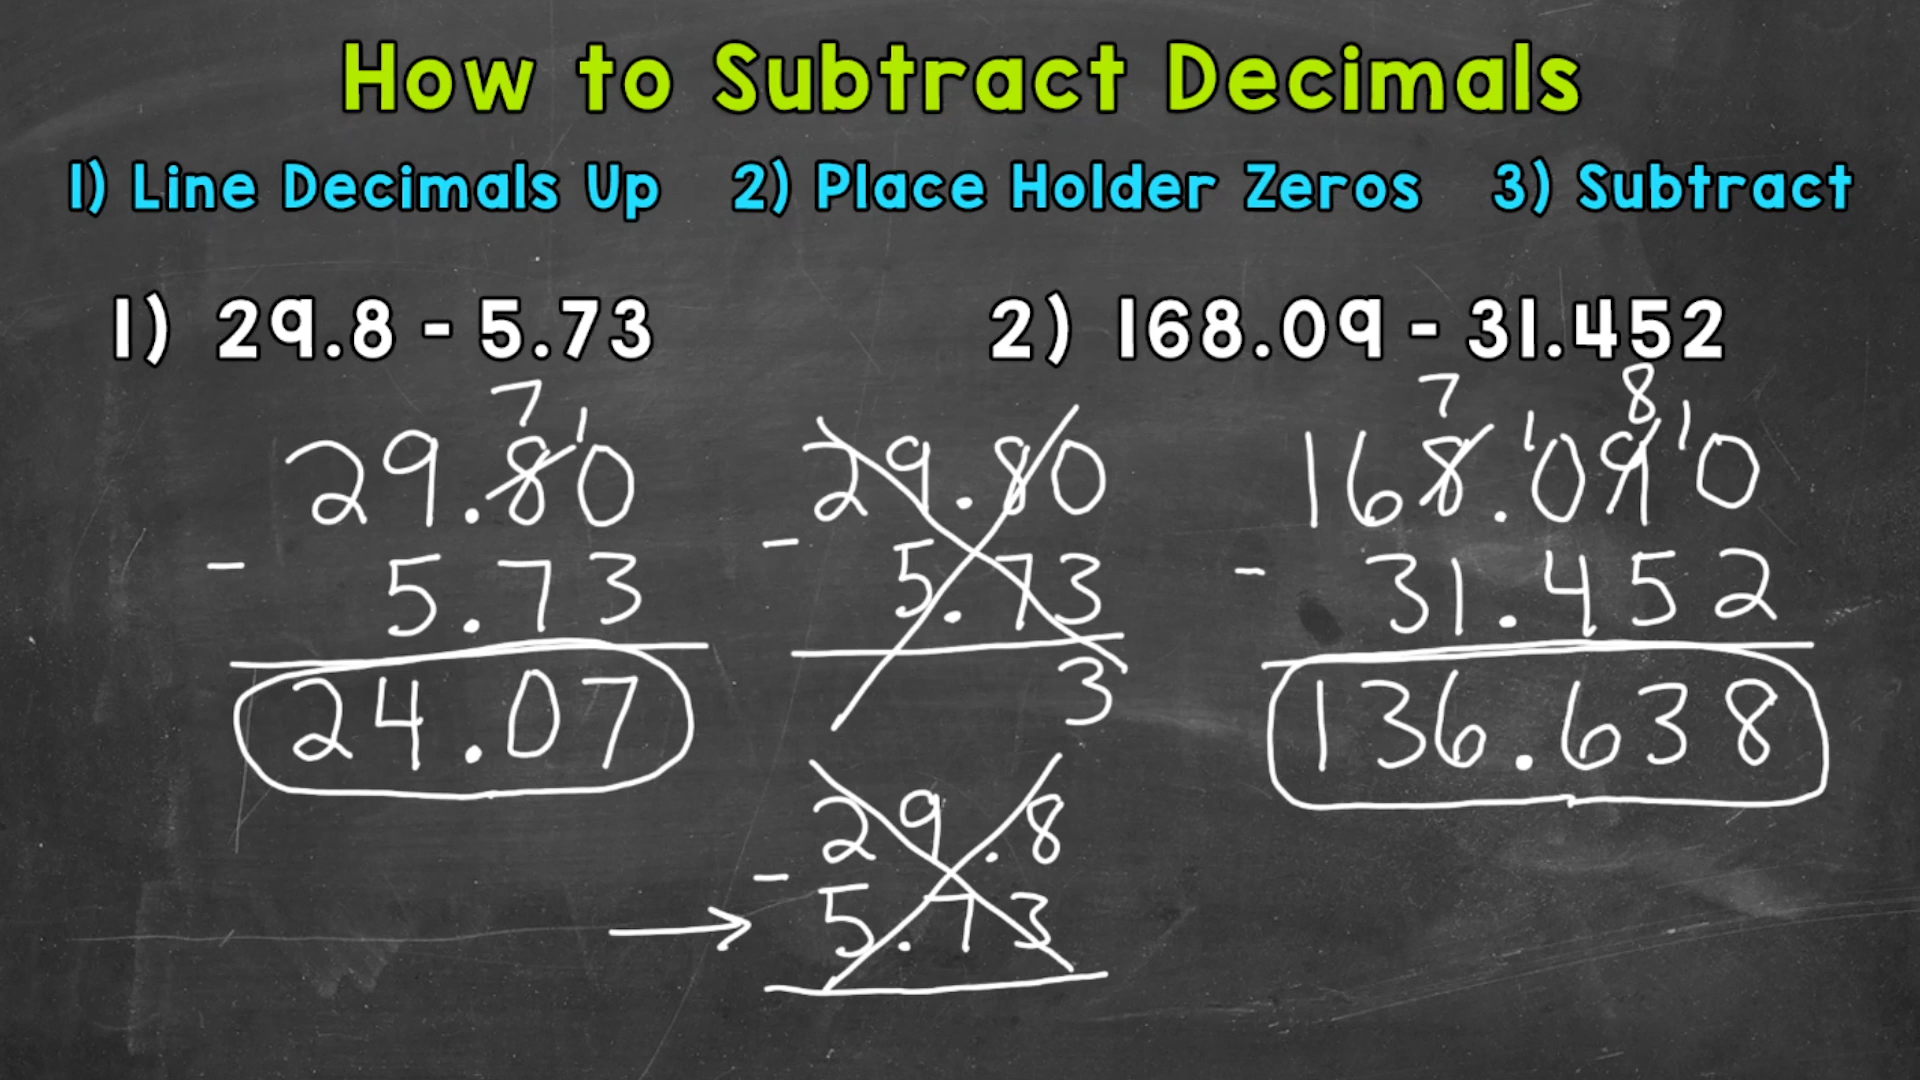 How to Subtract Decimals
1) Line Decimals Up 2) Place Holder Zeros 3) Subtract
1) 29.8 - 5.73
7 1
29.80
- 5.73
24.07
29.80
- 5.73
3
29.8
→ - 5.73
2) 168.09 - 31.452
7 1 8 1
168.090
- 31.452
136.638